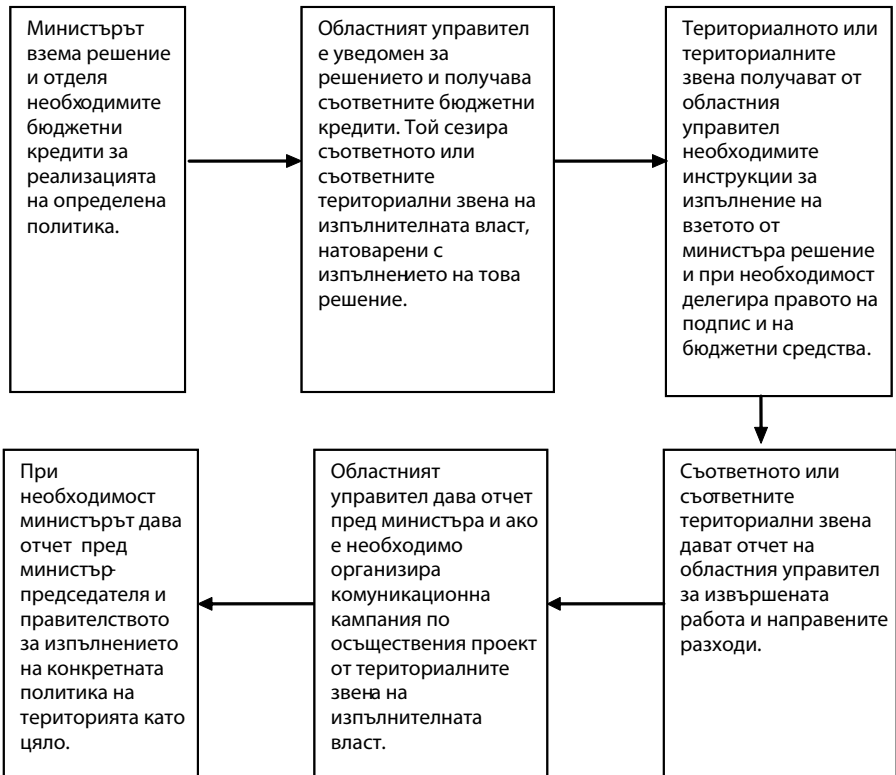 Министърът
взема решение
и отделя
необходимите
бюджетни
кредити за
реализацията
на определена
политика.
Областният управител
е уведомен за
решението и получава
съответните бюджетни
кредити. Той сезира
съответното или
съответните
териториални звена на
изпълнителната власт,
натоварени с
изпълнението на това
решение.
Териториалното или
териториалните
звена получават от
областния
управител
необходимите
инструкции за
изпълнение на
взетото от
министъра решение
и при необходимост
делегира правото на
подпис и на
бюджетни средства.
Съответното или
съответните
териториални звена
дават отчет на
областния управител
за извършената
работа и направените
разходи.
Областният
управител дава отчет
пред министъра и ако
е необходимо
организира
комуникационна
кампания по
осъществения проект
от териториалните
звена на
изпълнителната
власт.
При
необходимост
министърът дава
отчет пред
министър-
председателя и
правителството
за изпълнението
на конкретната
политика на
територията като
цяло.